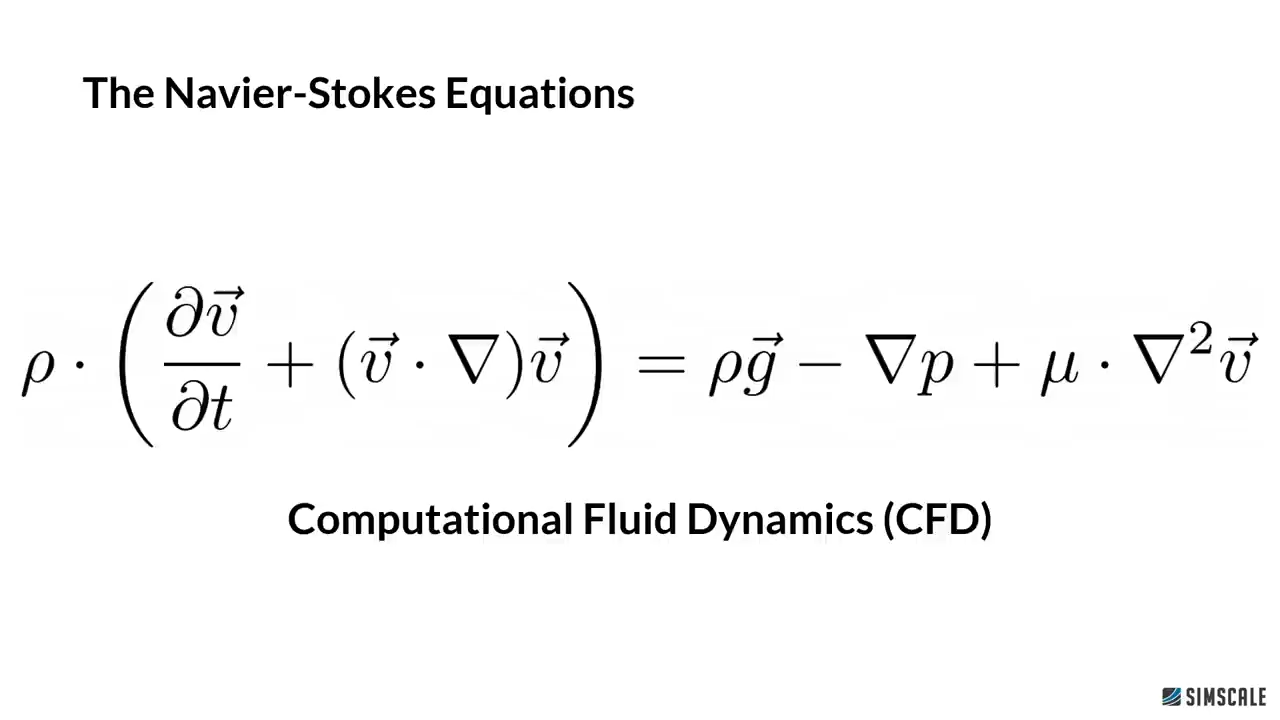 The Navier-Stokes Equations
ρ · (∂v⃗/∂t + (v⃗ · ∇)v⃗) = ρg⃗ − ∇p + μ · ∇²v⃗
Computational Fluid Dynamics (CFD)
SIMSCALE